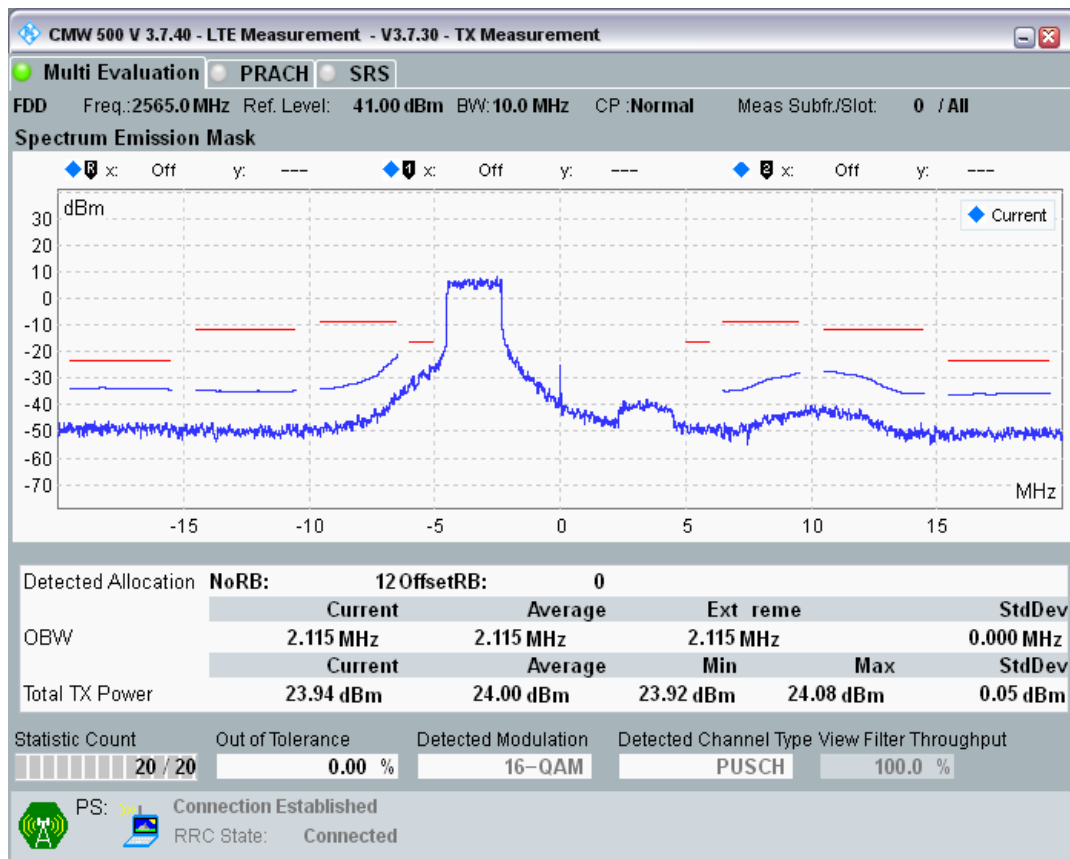 CMW 500 V 3.7.40 - LTE Measurement - V3.7.30 - TX Measurement
Multi Evaluation PRACH SRS
FDD Freq.:2565.0MHz Ref. Level: 41.00 dBm BW:10.0 MHz CP :Normal Meas Subfr./Slot: 0 / All
Spectrum Emission Mask
R x: Off y: --- 1 x: Off y: --- 2 x: Off y: ---
dBm
Current
30
20
10
0
-10
-20
-30
-40
-50
-60
-70
MHz
-15 -10 -5 0 5 10 15
Detected Allocation NoRB: 12 OffsetRB: 0
Current Average Ext reme StdDev
OBW 2.115 MHz 2.115 MHz 2.115 MHz 0.000 MHz
Current Average Min Max StdDev
Total TX Power 23.94 dBm 24.00 dBm 23.92 dBm 24.08 dBm 0.05 dBm
Statistic Count Out of Tolerance Detected Modulation Detected Channel Type View Filter Throughput
20 / 20 0.00 % 16-QAM PUSCH 100.0 %
PS: Connection Established
RRC State: Connected